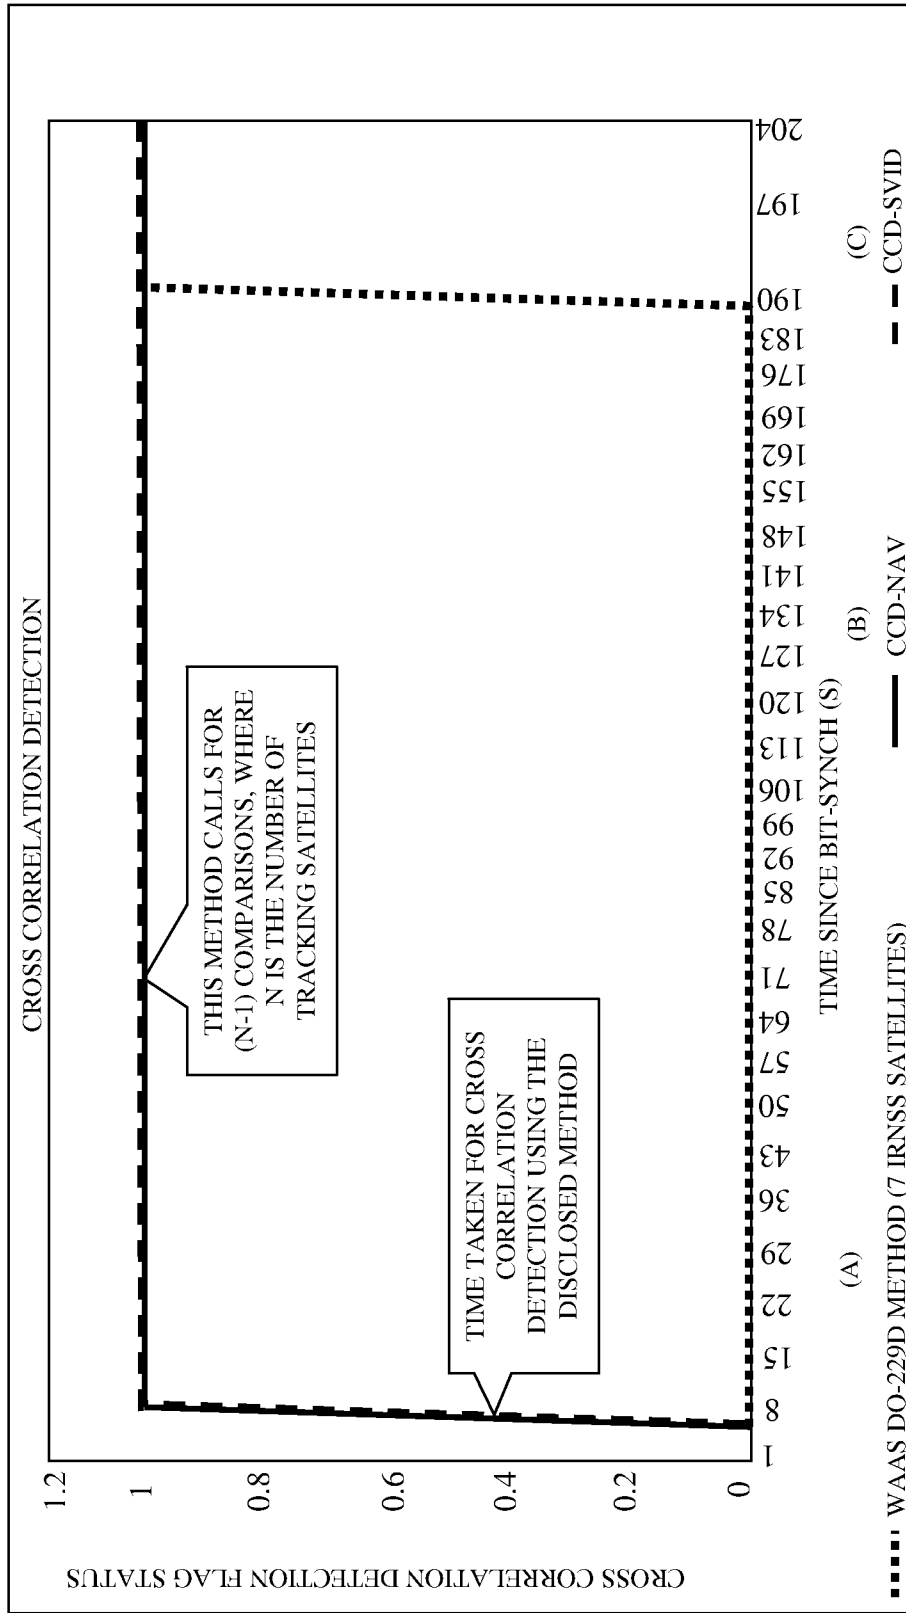 CROSS CORRELATION DETECTION
CROSS CORRELATION DETECTION FLAG STATUS
1.2
1
0.8
0.6
0.4
0.2
0
THIS METHOD CALLS FOR
(N-1) COMPARISONS, WHERE
N IS THE NUMBER OF
TRACKING SATELLITES
TIME TAKEN FOR CROSS
CORRELATION
DETECTION USING THE
DISCLOSED METHOD
1 8 15 22 29 36 43 50 57 64 71 78 85 92 99 106 113 120 127 134 141 148 155 162 169 176 183 190 197 204
TIME SINCE BIT-SYNCH (S)
(A) (B) (C)
WAAS DO-229D METHOD (7 IRNSS SATELLITES) CCD-NAV CCD-SVID